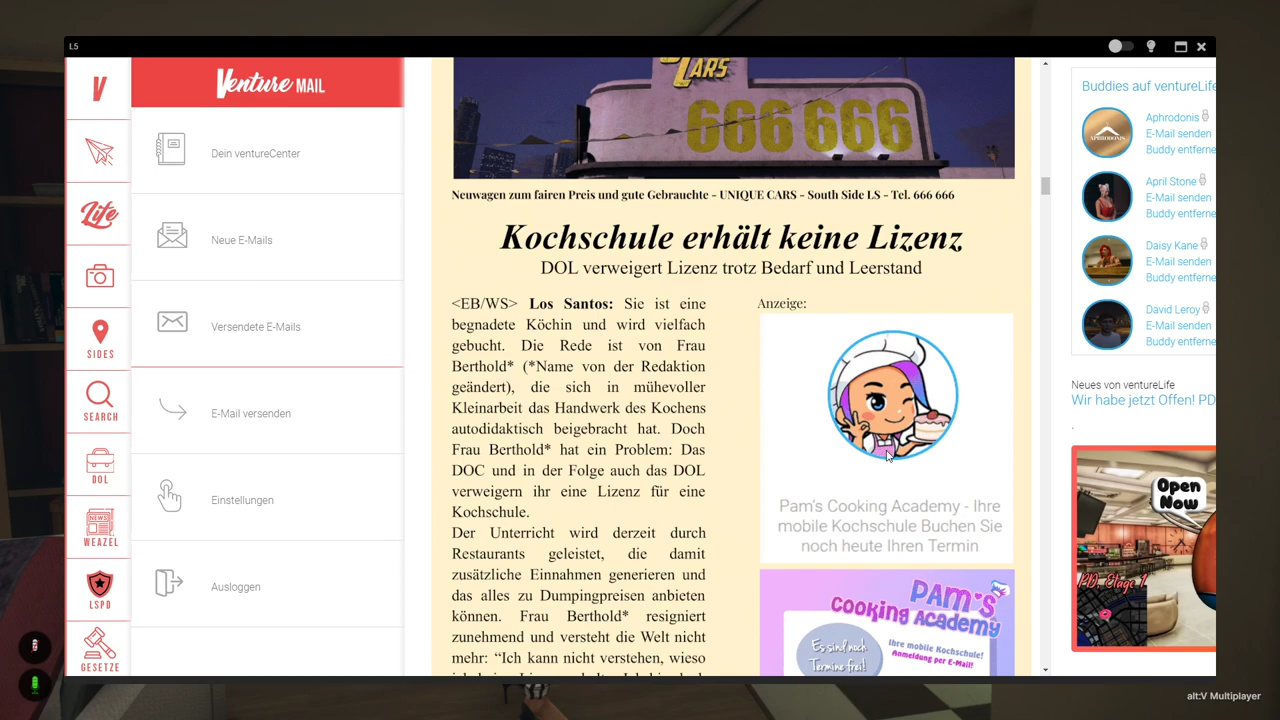 L5
V
Life
SIDES
SEARCH
DOL
NEWS
WEAZEL
LSPD
GESETZE
Venture MAIL
Dein ventureCenter
Neue E-Mails
Versendete E-Mails
E-Mail versenden
Einstellungen
Ausloggen
CARS
666 666
Neuwagen zum fairen Preis und gute Gebrauchte - UNIQUE CARS - South Side LS - Tel. 666 666
Kochschule erhält keine Lizenz
DOL verweigert Lizenz trotz Bedarf und Leerstand
<EB/WS> Los Santos: Sie ist eine
begnadete Köchin und wird vielfach
gebucht. Die Rede ist von Frau
Berthold* (*Name von der Redaktion
geändert), die sich in mühevoller
Kleinarbeit das Handwerk des Kochens
autodidaktisch beigebracht hat. Doch
Frau Berthold* hat ein Problem: Das
DOC und in der Folge auch das DOL
verweigern ihr eine Lizenz für eine
Kochschule.
Der Unterricht wird derzeit durch
Restaurants geleistet, die damit
zusätzliche Einnahmen generieren und
das alles zu Dumpingpreisen anbieten
können. Frau Berthold* resigniert
zunehmend und versteht die Welt nicht
mehr: “Ich kann nicht verstehen, wieso
Anzeige:
Pam's Cooking Academy - Ihre
mobile Kochschule Buchen Sie
noch heute Ihren Termin
PAM's
Cooking Academy
Es sind noch
Termine frei!
Ihre mobile Kochschule!
Anmeldung per E-Mail!
Buddies auf ventureLife
APHRODONIS
Aphrodonis
E-Mail senden
Buddy entferne
April Stone
E-Mail senden
Buddy entferne
Daisy Kane
E-Mail senden
Buddy entferne
David Leroy
E-Mail senden
Buddy entferne
Neues von ventureLife
Wir habe jetzt Offen! PD
.
Open
Now
PD, Etage 1
alt:V Multiplayer